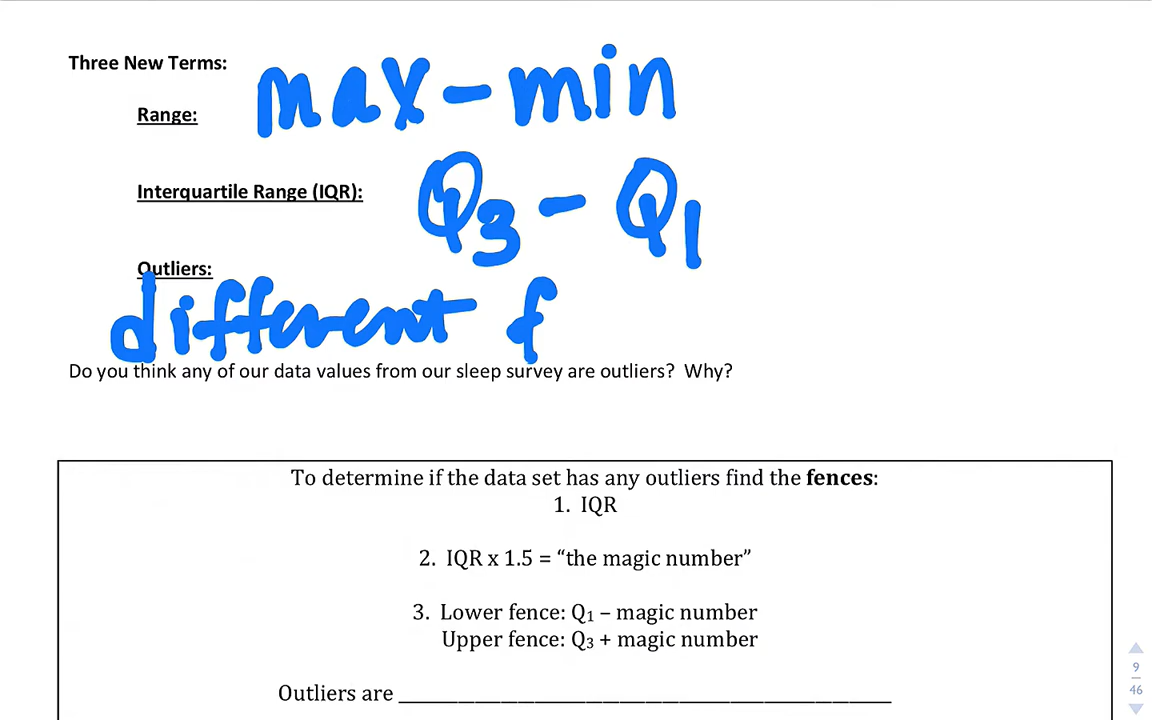 Three New Terms:
Range: max - min
Interquartile Range (IQR): Q3 - Q1
Outliers:
different f
Do you think any of our data values from our sleep survey are outliers? Why?
To determine if the data set has any outliers find the fences:
1. IQR
2. IQR x 1.5 = “the magic number”
3. Lower fence: Q1 – magic number
Upper fence: Q3 + magic number
Outliers are ____________________
9
46